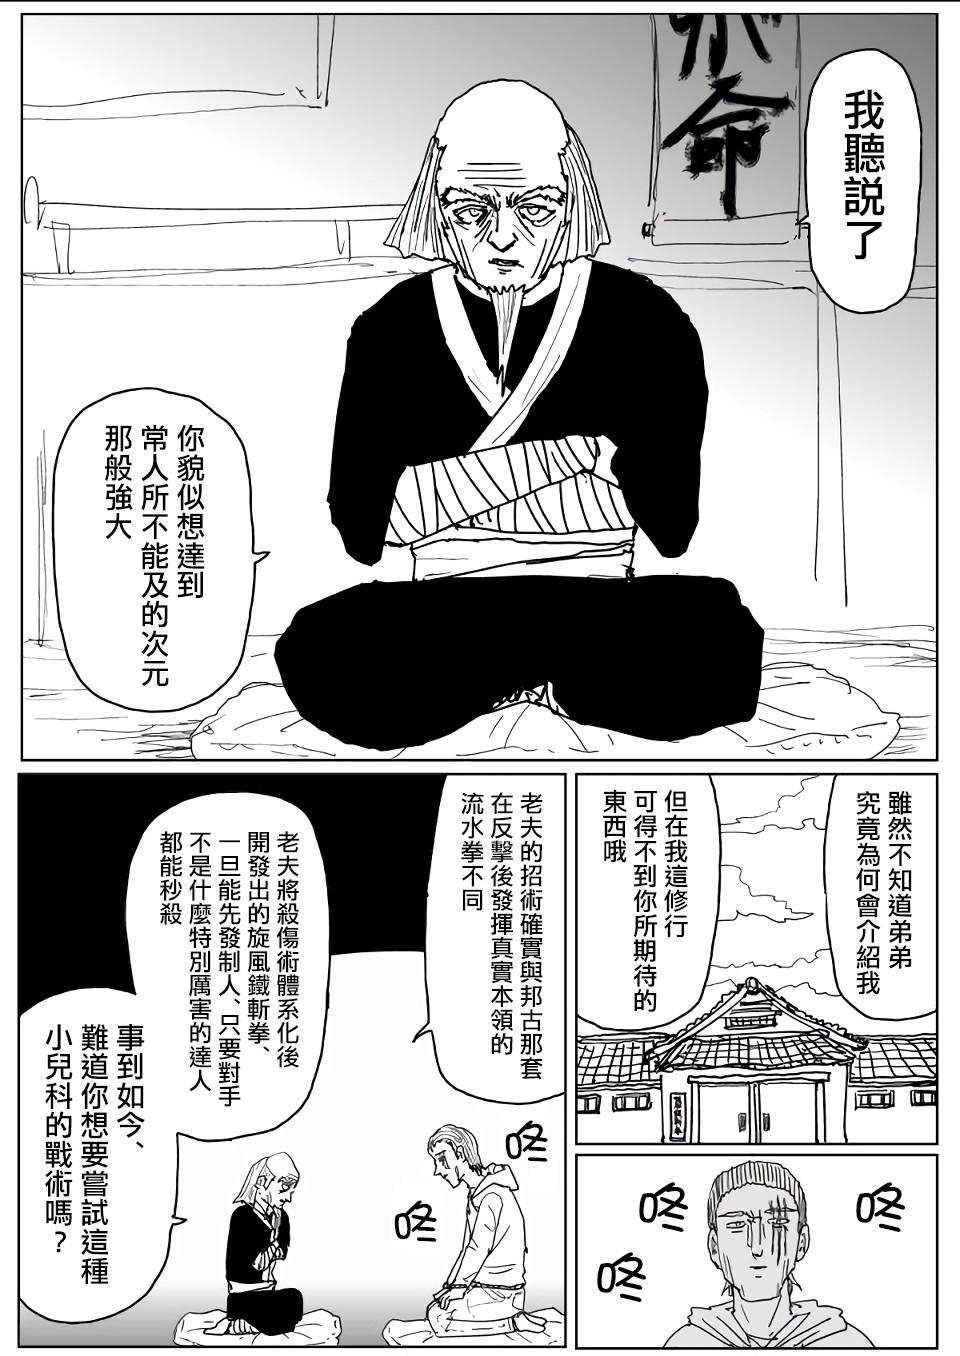 命
我聽說了
你貌似想達到
常人所不能及的次元
那般強大
雖然不知道弟弟
究竟為何會介紹我
但在我這修行
可得不到你所期待的
東西哦
咚
咚
咚
老夫的招術確實與邦古那套
在反擊後發揮真實本領的
流水拳不同
老夫將殺傷術體系化後
開發出的旋風鐵斬拳、
一旦能先發制人、只要對手
不是什麼特別厲害的達人
都能秒殺
事到如今、
難道你想要嘗試這種
小兒科的戰術嗎？
咚
咚